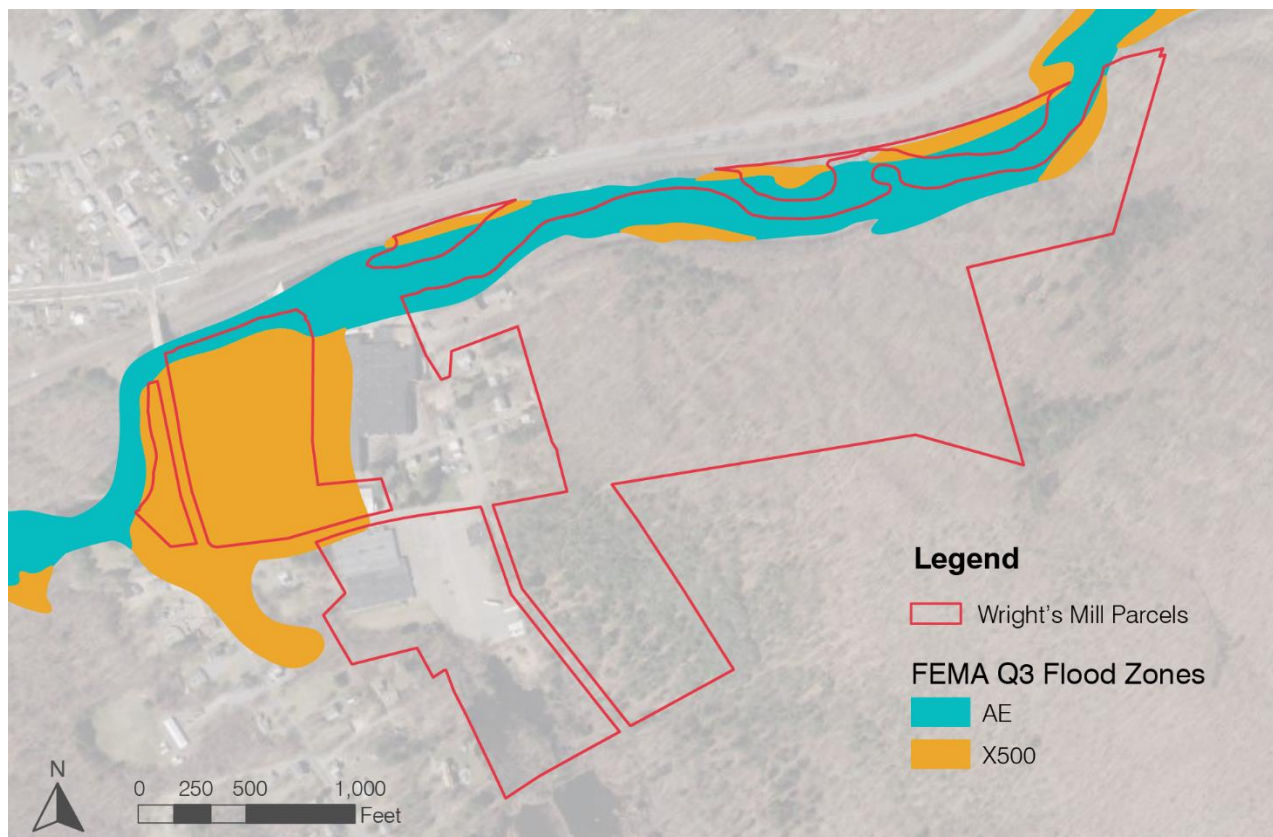 Legend
Wright's Mill Parcels
FEMA Q3 Flood Zones
AE
X500
N
0 250 500 1,000
Feet